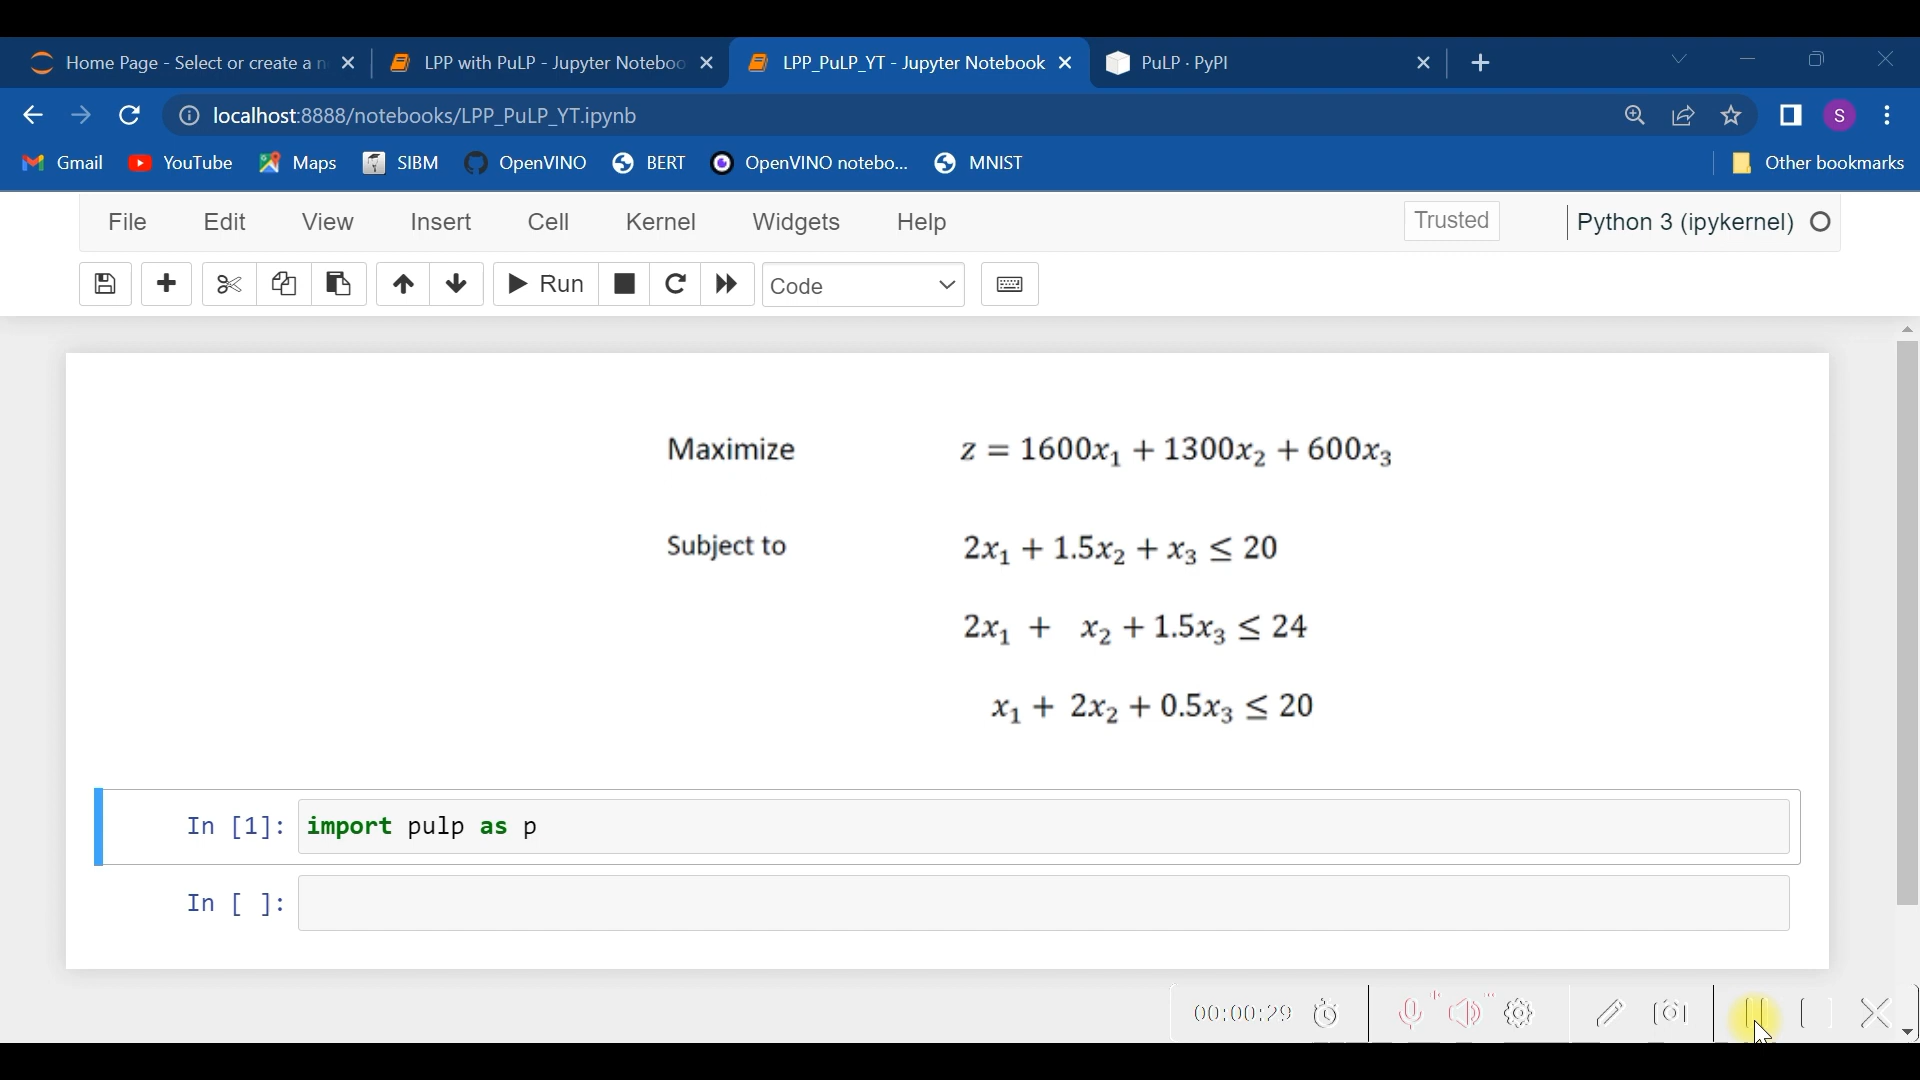 Home Page - Select or create a n
LPP with PuLP - Jupyter Noteboo
LPP_PuLP_YT - Jupyter Notebook
PuLP · PyPI
localhost:8888/notebooks/LPP_PuLP_YT.ipynb
S
Gmail YouTube Maps SIBM OpenVINO BERT OpenVINO notebo... MNIST Other bookmarks
File Edit View Insert Cell Kernel Widgets Help Trusted Python 3 (ipykernel)
Run Code
Maximize z = 1600x₁ + 1300x₂ + 600x₃
Subject to 2x₁ + 1.5x₂ + x₃ ≤ 20
2x₁ + x₂ + 1.5x₃ ≤ 24
x₁ + 2x₂ + 0.5x₃ ≤ 20
In [1]: import pulp as p
In [ ]:
00:00:29